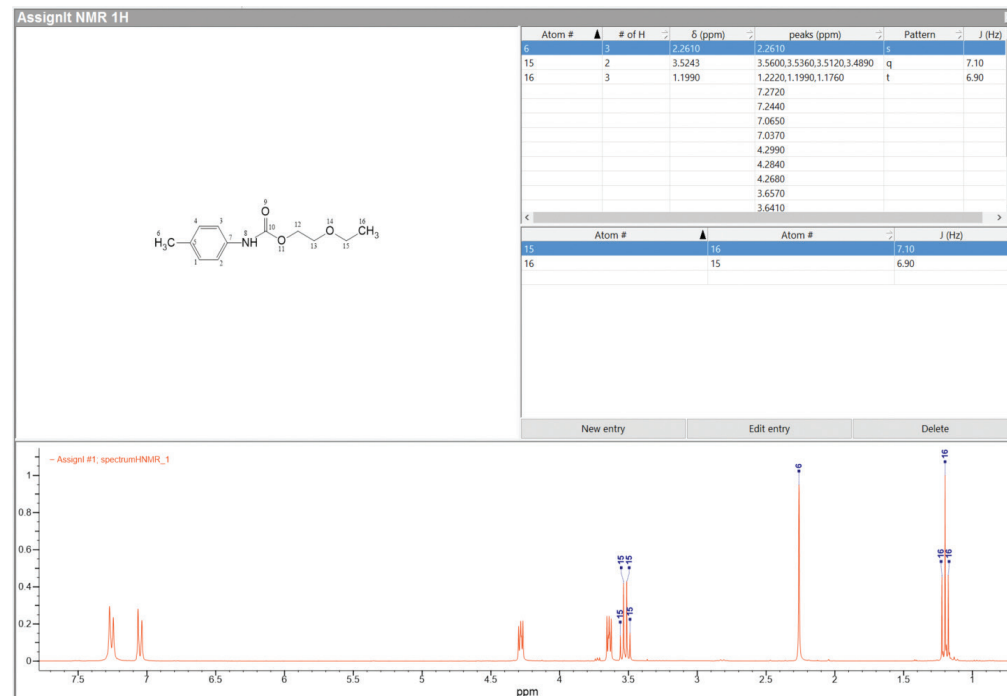 AssignIt NMR 1H
Atom # # of H δ (ppm) peaks (ppm) Pattern J (Hz)
6 3 2.2610 2.2610 s
15 2 3.5243 3.5600,3.5360,3.5120,3.4890 q 7.10
16 3 1.1990 1.2220,1.1990,1.1760 t 6.90
7.2720
7.2440
7.0650
7.0370
4.2990
4.2840
4.2680
3.6570
3.6410
Atom # Atom # J (Hz)
15 16 7.10
16 15 6.90
New entry Edit entry Delete
9
O
4 3 8 10 12 14 16
H₃C NH O O CH₃
6 5 7 11 13 15
1 2
– AssignI #1; spectrumHNMR_1
6
16
15 15
16 16
15 15
1
0.8
0.6
0.4
0.2
0
7.5 7 6.5 6 5.5 5 4.5 4 3.5 3 2.5 2 1.5 1
ppm